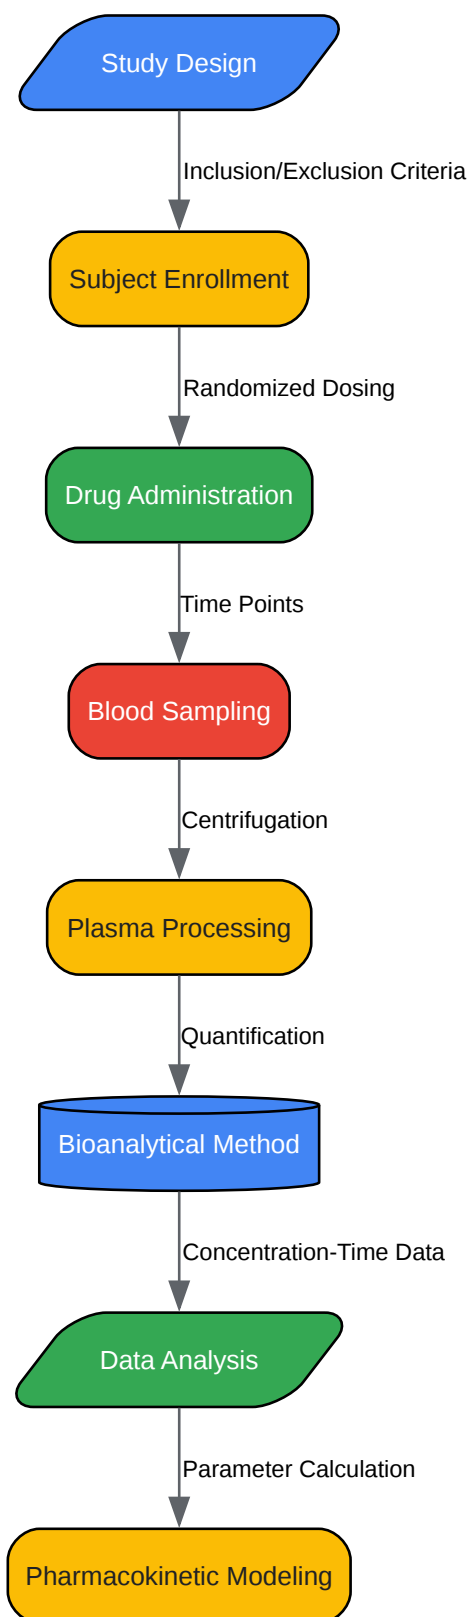 Study Design
Inclusion/Exclusion Criteria
Subject Enrollment
Randomized Dosing
Drug Administration
Time Points
Blood Sampling
Centrifugation
Plasma Processing
Quantification
Bioanalytical Method
Concentration-Time Data
Data Analysis
Parameter Calculation
Pharmacokinetic Modeling